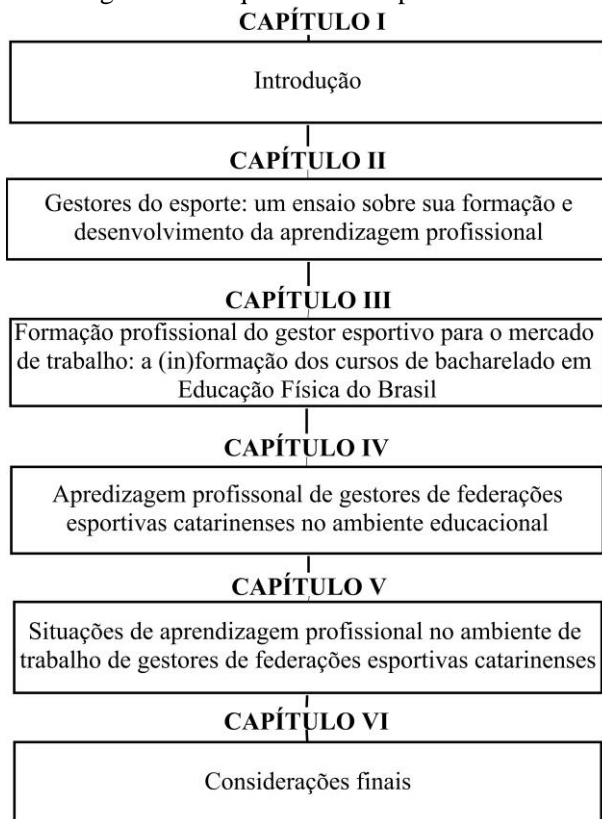 CAPÍTULO I
Introdução
CAPÍTULO II
Gestores do esporte: um ensaio sobre sua formação e
desenvolvimento da aprendizagem profissional
CAPÍTULO III
Formação profissional do gestor esportivo para o mercado
de trabalho: a (in)formação dos cursos de bacharelado em
Educação Física do Brasil
CAPÍTULO IV
Apredizagem profissonal de gestores de federações
esportivas catarinenses no ambiente educacional
CAPÍTULO V
Situações de aprendizagem profissional no ambiente de
trabalho de gestores de federações esportivas catarinenses
CAPÍTULO VI
Considerações finais